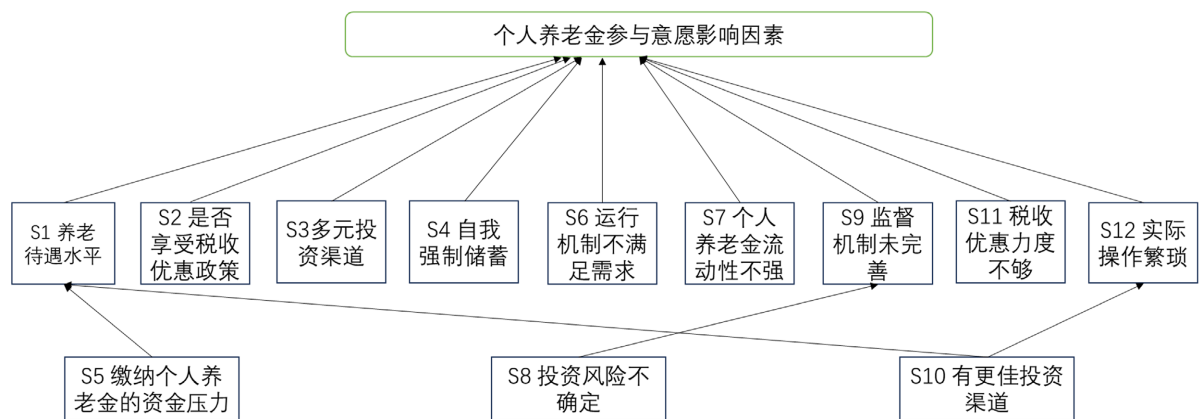 个人养老金参与意愿影响因素
S1 养老
待遇水平
S2 是否
享受税收
优惠政策
S3多元投
资渠道
S4 自我
强制储蓄
S6 运行
机制不满
足需求
S7 个人
养老金流
动性不强
S9 监督
机制未完
善
S11 税收
优惠力度
不够
S12 实际
操作繁琐
S5 缴纳个人养
老金的资金压力
S8 投资风险不
确定
S10 有更佳投资
渠道